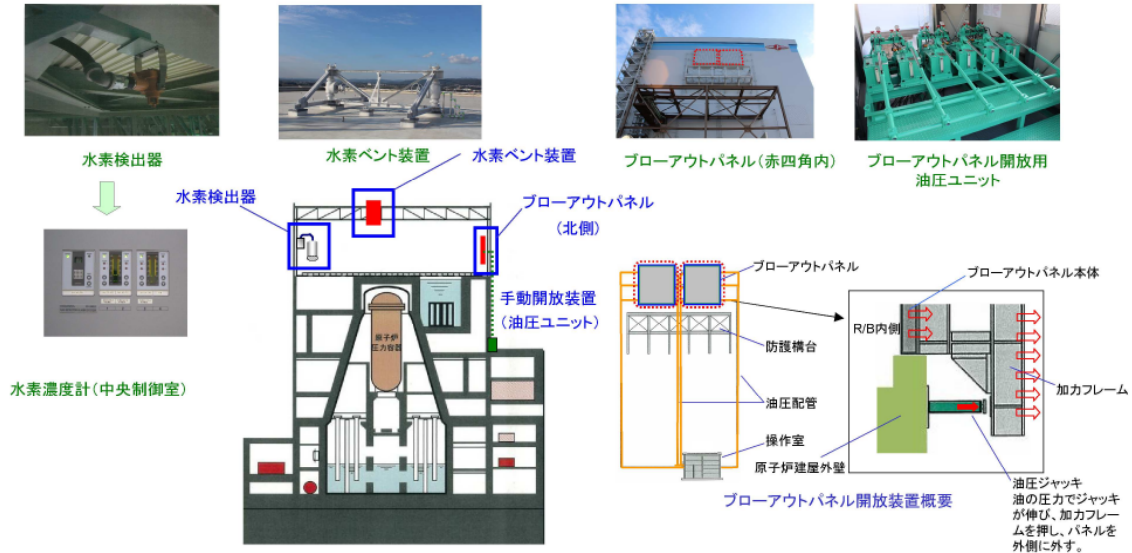 水素検出器
水素ベント装置
水素ベント装置
ブローアウトパネル(赤四角内)
ブローアウトパネル開放用
油圧ユニット
水素検出器
ブローアウトパネル
(北側)
手動開放装置
(油圧ユニット)
原子炉
圧力容器
水素濃度計(中央制御室)
ブローアウトパネル
防護構台
油圧配管
操作室
原子炉建屋外壁
ブローアウトパネル開放装置概要
ブローアウトパネル本体
R/B内側
加力フレーム
油圧ジャッキ
油の圧力でジャッキ
が伸び、加力フレー
ムを押し、パネルを
外側に外す。